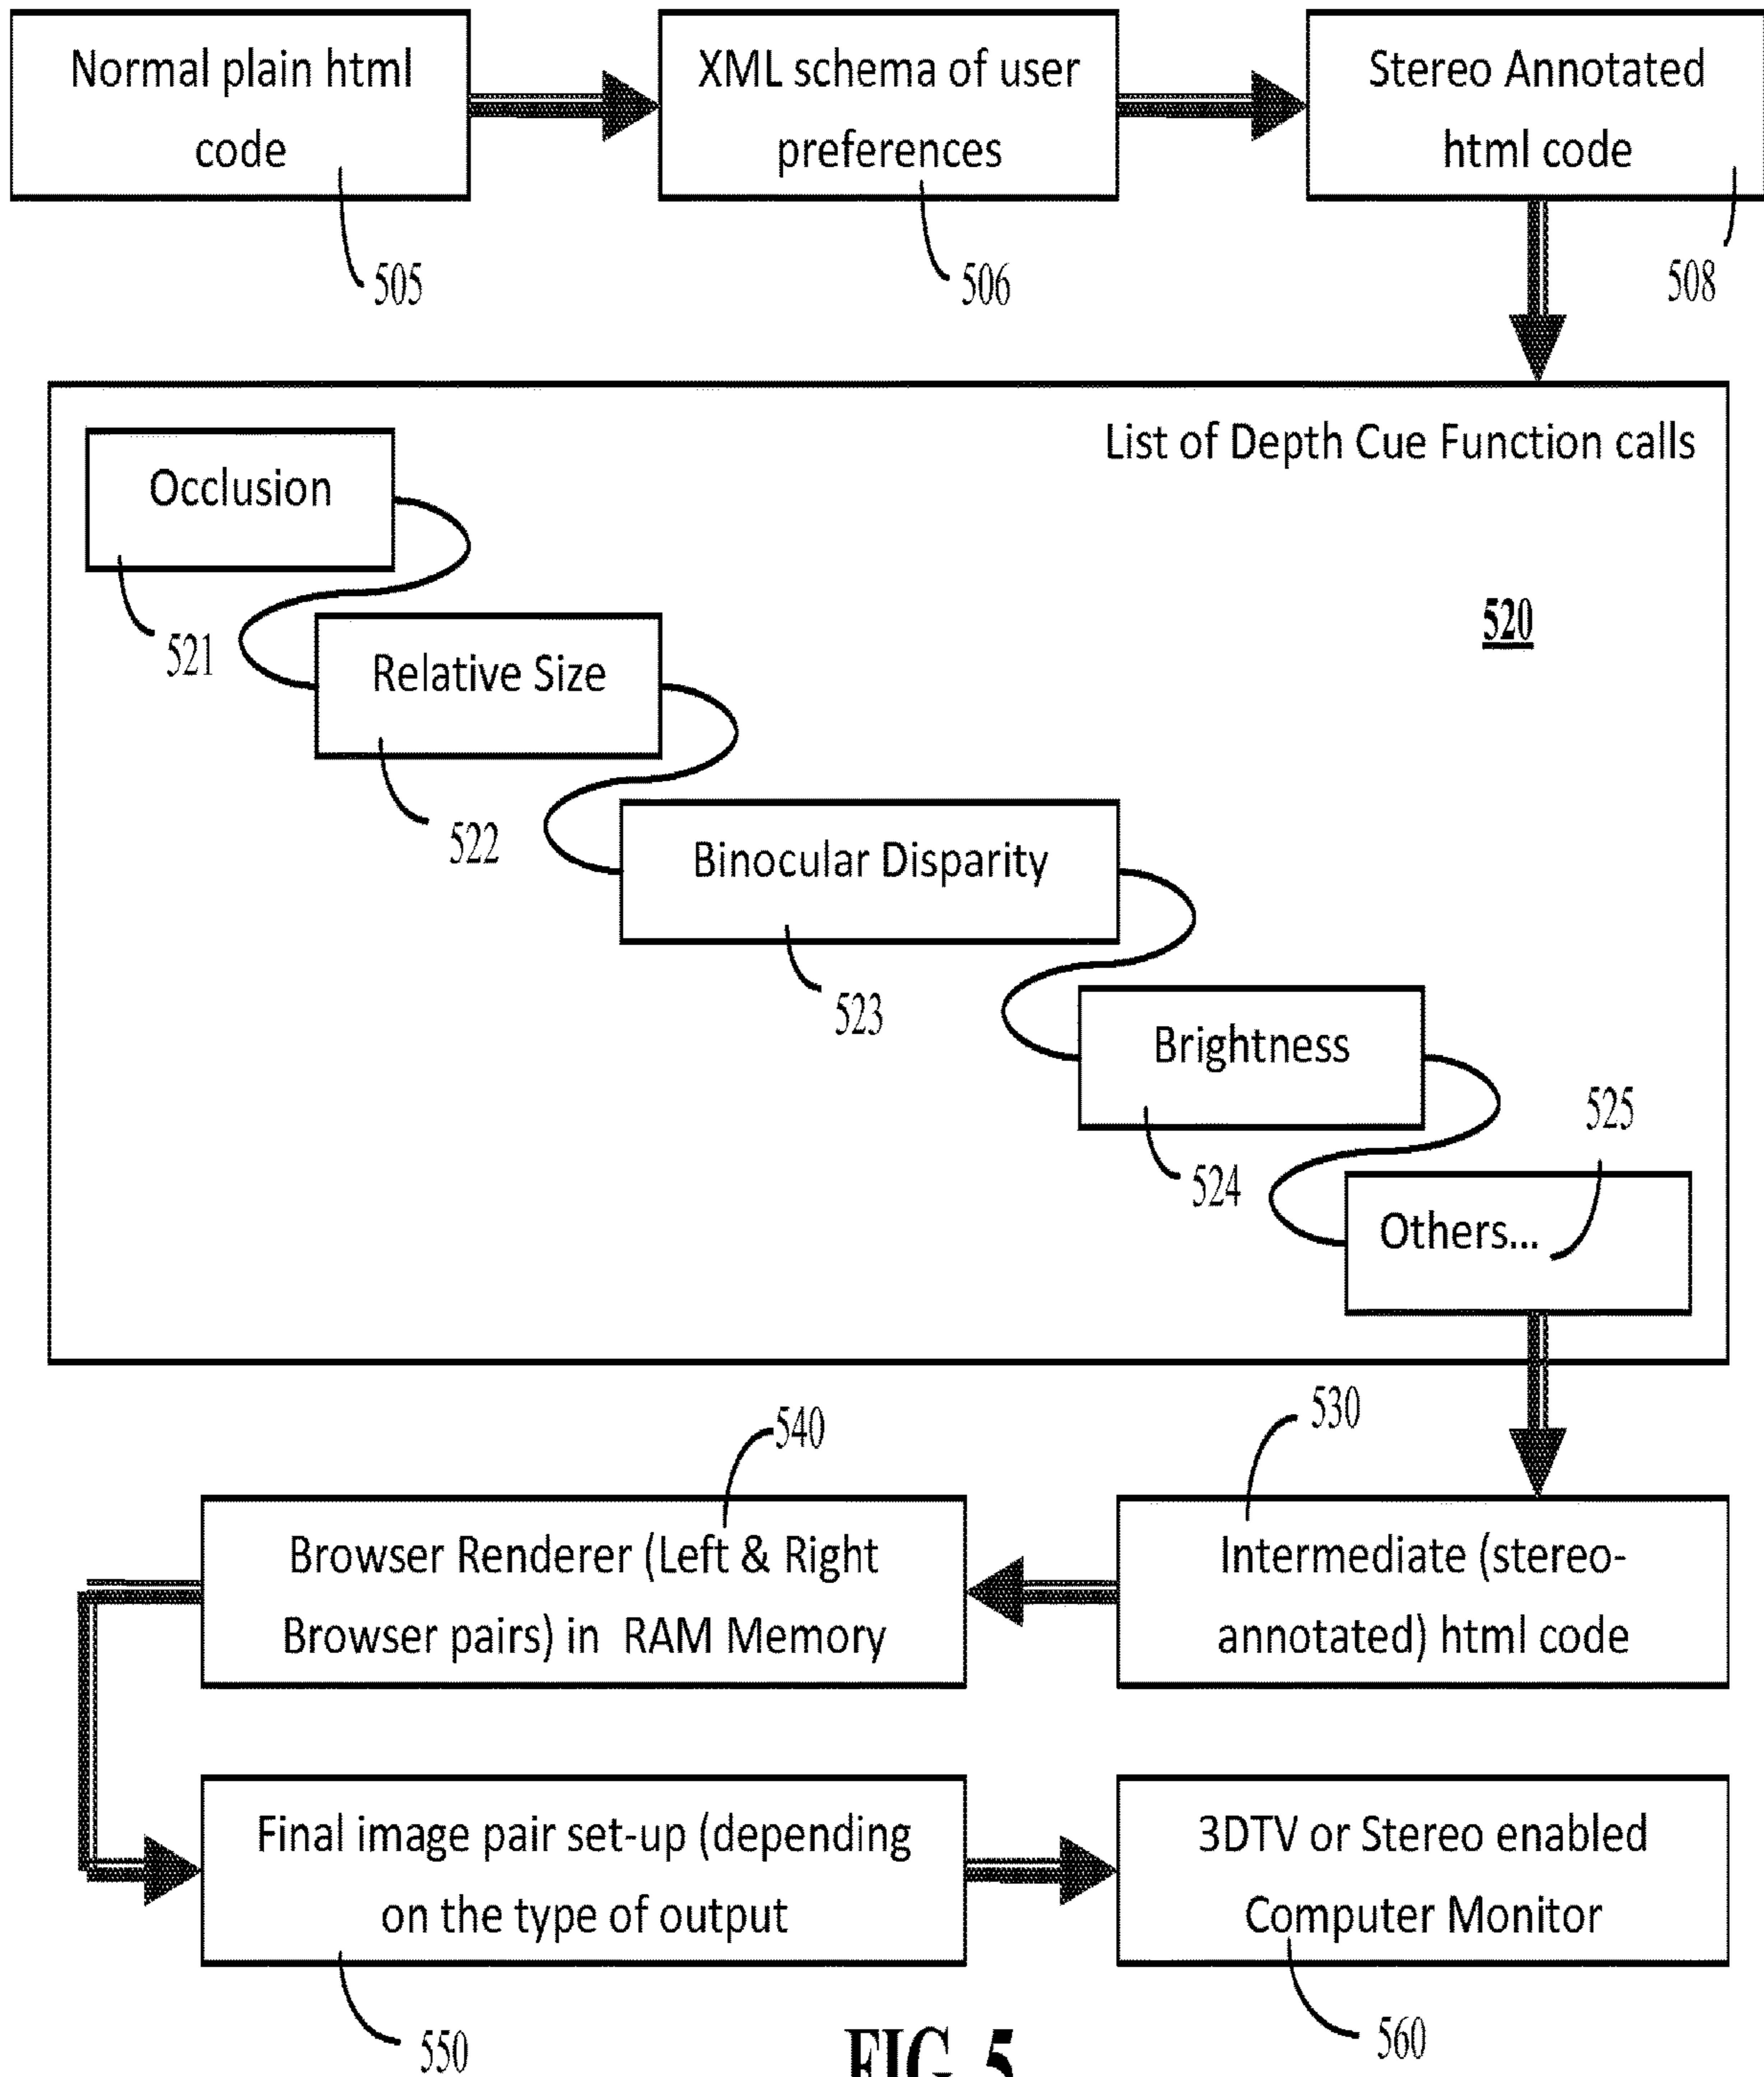 Normal plain html
code
505
XML schema of user
preferences
506
Stereo Annotated
html code
508
List of Depth Cue Function calls
520
Occlusion
521
Relative Size
522
Binocular Disparity
523
Brightness
524
525
Others...
530
Intermediate (stereo-
annotated) html code
540
Browser Renderer (Left & Right
Browser pairs) in RAM Memory
Final image pair set-up (depending
on the type of output
550
3DTV or Stereo enabled
Computer Monitor
560
FIG. 5